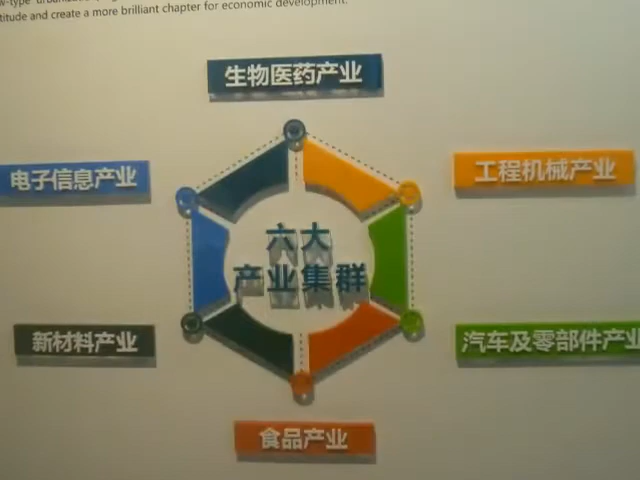 titude and create a more brilliant chapter for economic development.
生物医药产业
电子信息产业
工程机械产业
六大
产业集群
新材料产业
汽车及零部件产业
食品产业